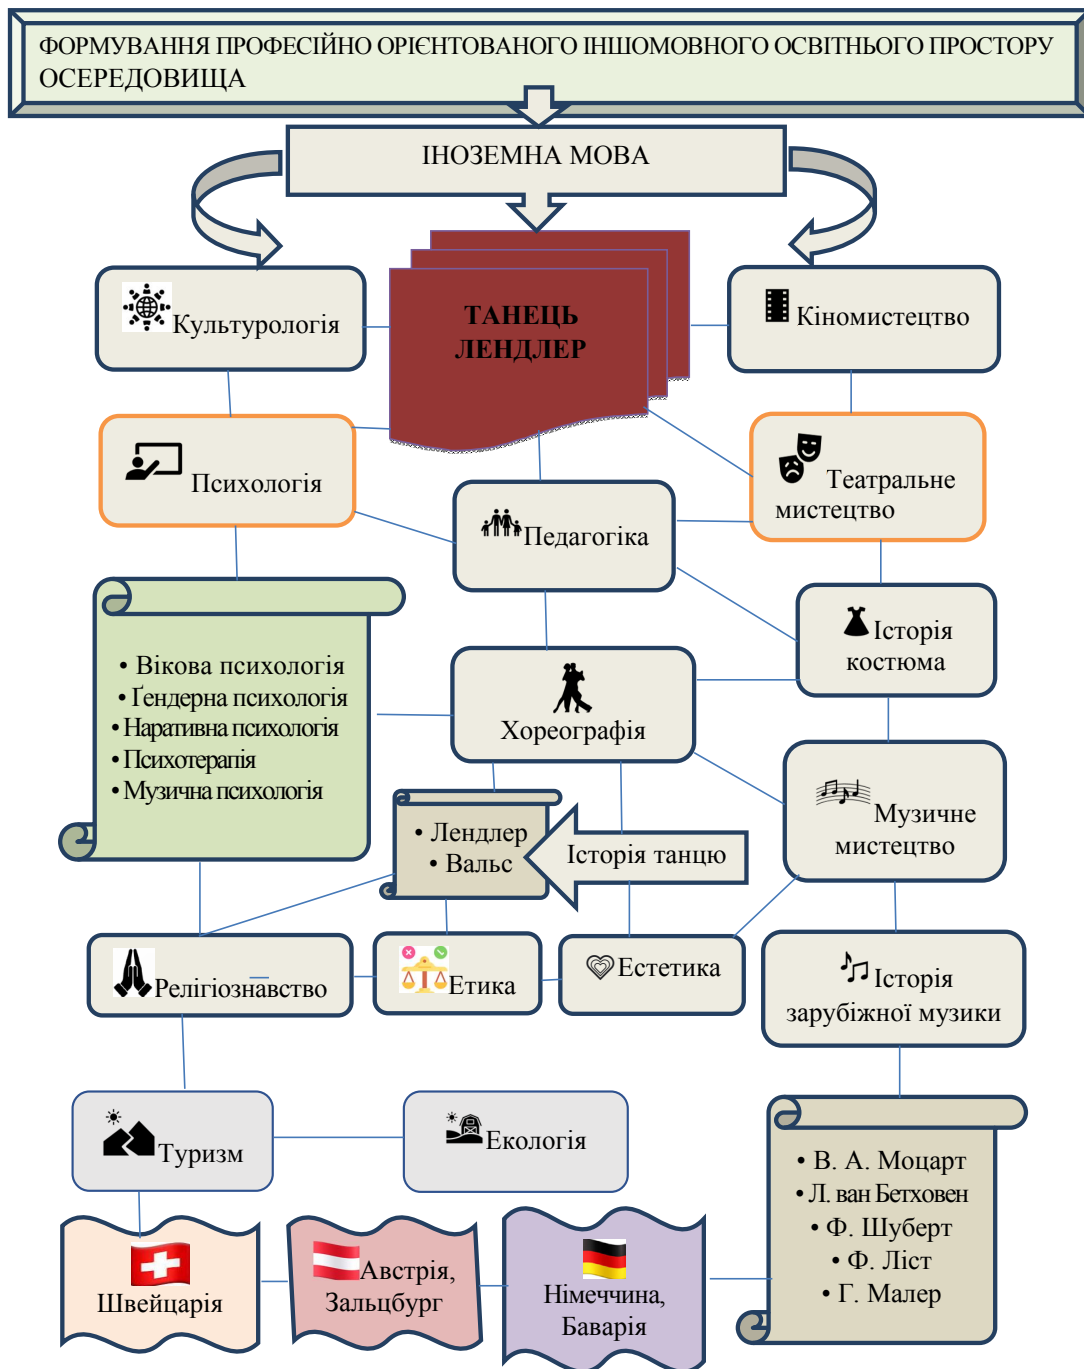 ФОРМУВАННЯ ПРОФЕСІЙНО ОРІЄНТОВАНОГО ІНШОМОВНОГО ОСВІТНЬОГО ПРОСТОРУ
ОСЕРЕДОВИЩА
ІНОЗЕМНА МОВА
Культурологія
ТАНЕЦЬ
ЛЕНДЛЕР
Кіномистецтво
Психологія
Театральне
мистецтво
Педагогіка
• Вікова психологія
• Ґендерна психологія
• Наративна психологія
• Психотерапія
• Музична психологія
Історія
костюма
Хореографія
Музичне
мистецтво
• Лендлер
• Вальс
Історія танцю
Релігіознавство
Етика
Естетика
Історія
зарубіжної музики
Туризм
Екологія
• В. А. Моцарт
• Л. ван Бетховен
• Ф. Шуберт
• Ф. Ліст
• Г. Малер
Швейцарія
Австрія,
Зальцбург
Німеччина,
Баварія